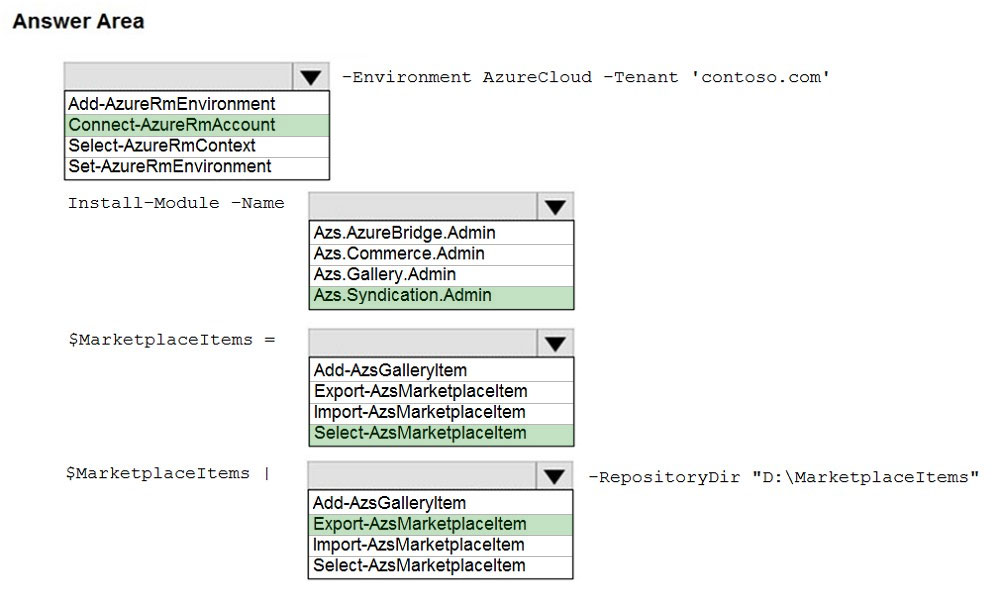 Answer Area
-Environment AzureCloud -Tenant 'contoso.com'
Add-AzureRmEnvironment
Connect-AzureRmAccount
Select-AzureRmContext
Set-AzureRmEnvironment
Install-Module -Name
Azs.AzureBridge.Admin
Azs.Commerce.Admin
Azs.Gallery.Admin
Azs.Syndication.Admin
$MarketplaceItems =
Add-AzsGalleryItem
Export-AzsMarketplaceItem
Import-AzsMarketplaceItem
Select-AzsMarketplaceItem
$MarketplaceItems | -RepositoryDir "D:\MarketplaceItems"
Add-AzsGalleryItem
Export-AzsMarketplaceItem
Import-AzsMarketplaceItem
Select-AzsMarketplaceItem